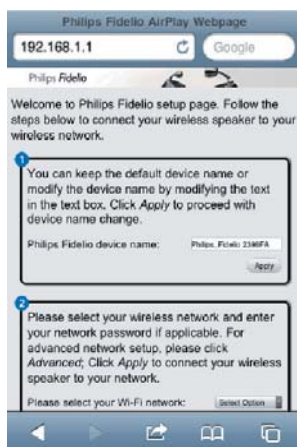 Philips Fidelio AirPlay Webpage
192.168.1.1
Google
Philips Fidelio
Welcome to Philips Fidelio setup page. Follow the
steps below to connect your wireless speaker to your
wireless network.
1
You can keep the default device name or
modify the device name by modifying the text
in the text box. Click Apply to proceed with
device name change.
Philips Fidelio device name:
Philips_Fidelio
Apply
2
Please select your wireless network and enter
your network password if applicable. For
advanced network setup, please click
Advanced; Click Apply to connect your wireless
speaker to your network.
Please select your Wi-Fi network:
Select Option